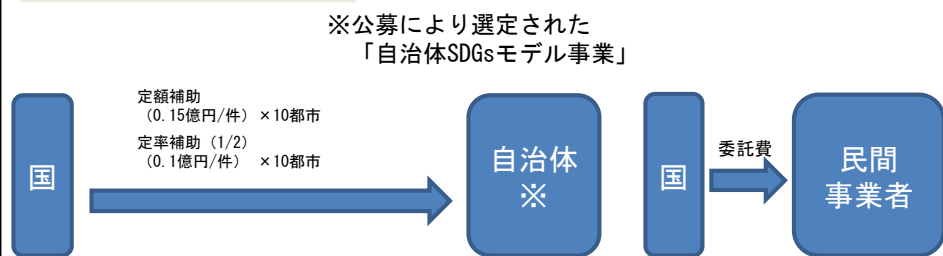 ※公募により選定された
「自治体SDGsモデル事業」
定額補助
（0.15億円/件）×10都市
定率補助（1/2）
（0.1億円/件） ×10都市
国
自治体
※
国
委託費
民間
事業者